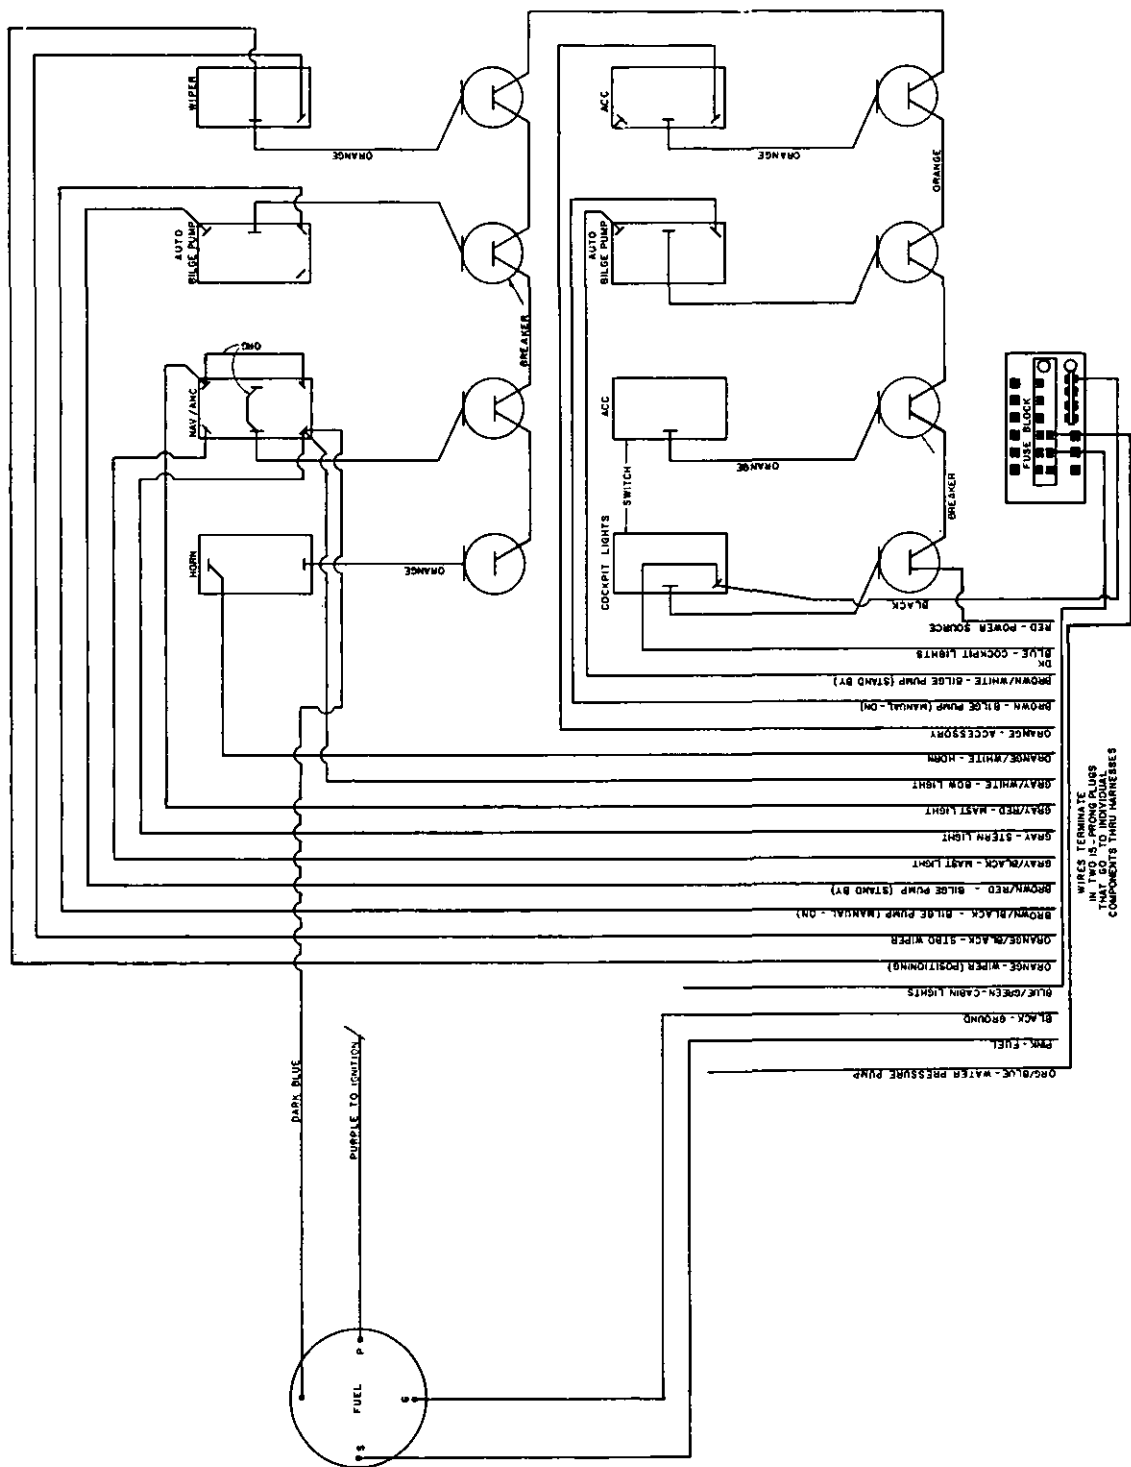 WIPER
ORANGE
ACC
ORANGE
ORANGE
AUTO
BILGE PUMP
AUTO
BILGE PUMP
BREAKER
ORG
NAV/ANC
ACC
ORANGE
SWITCH
BREAKER
FUSE BLOCK
HORN
ORANGE
COCKPIT LIGHTS
BLACK
RED - POWER SOURCE
BLUE - COCKPIT LIGHTS
DK
BROWN/WHITE - BILGE PUMP (STAND BY)
BROWN - BILGE PUMP (MANUAL - ON)
ORANGE - ACCESSORY
ORANGE/WHITE - HORN
GRAY/WHITE - BOW LIGHT
GRAY/RED - MAST LIGHT
GRAY - STERN LIGHT
GRAY/BLACK - MAST LIGHT
BROWN/RED - BILGE PUMP (STAND BY)
BROWN/BLACK - BILGE PUMP (MANUAL - ON)
ORANGE/BLACK - STBD WIPER
ORANGE - WIPER (POSITIONING)
BLUE/GREEN - CABIN LIGHTS
BLACK - GROUND
PINK - FUEL
ORG/BLUE - WATER PRESSURE PUMP
WIRES TERMINATE
IN TWO 15-PRONG PLUGS
THAT GO TO INDIVIDUAL
COMPONENTS THRU HARNESSES
DARK BLUE
PURPLE TO IGNITION
FUEL
P
G
S